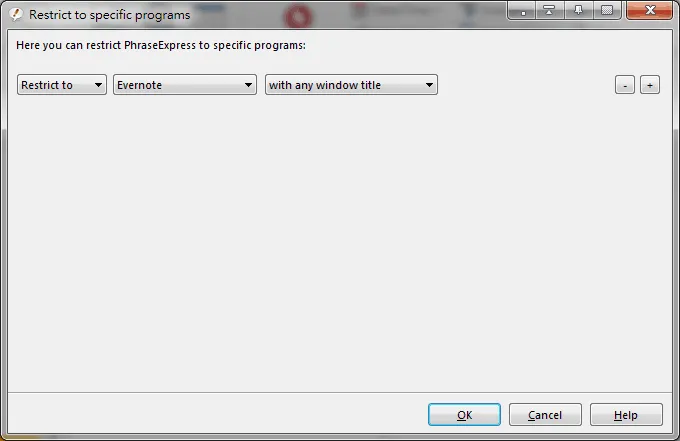 Restrict to specific programs
Here you can restrict PhraseExpress to specific programs:
Restrict to Evernote with any window title - +
OK Cancel Help